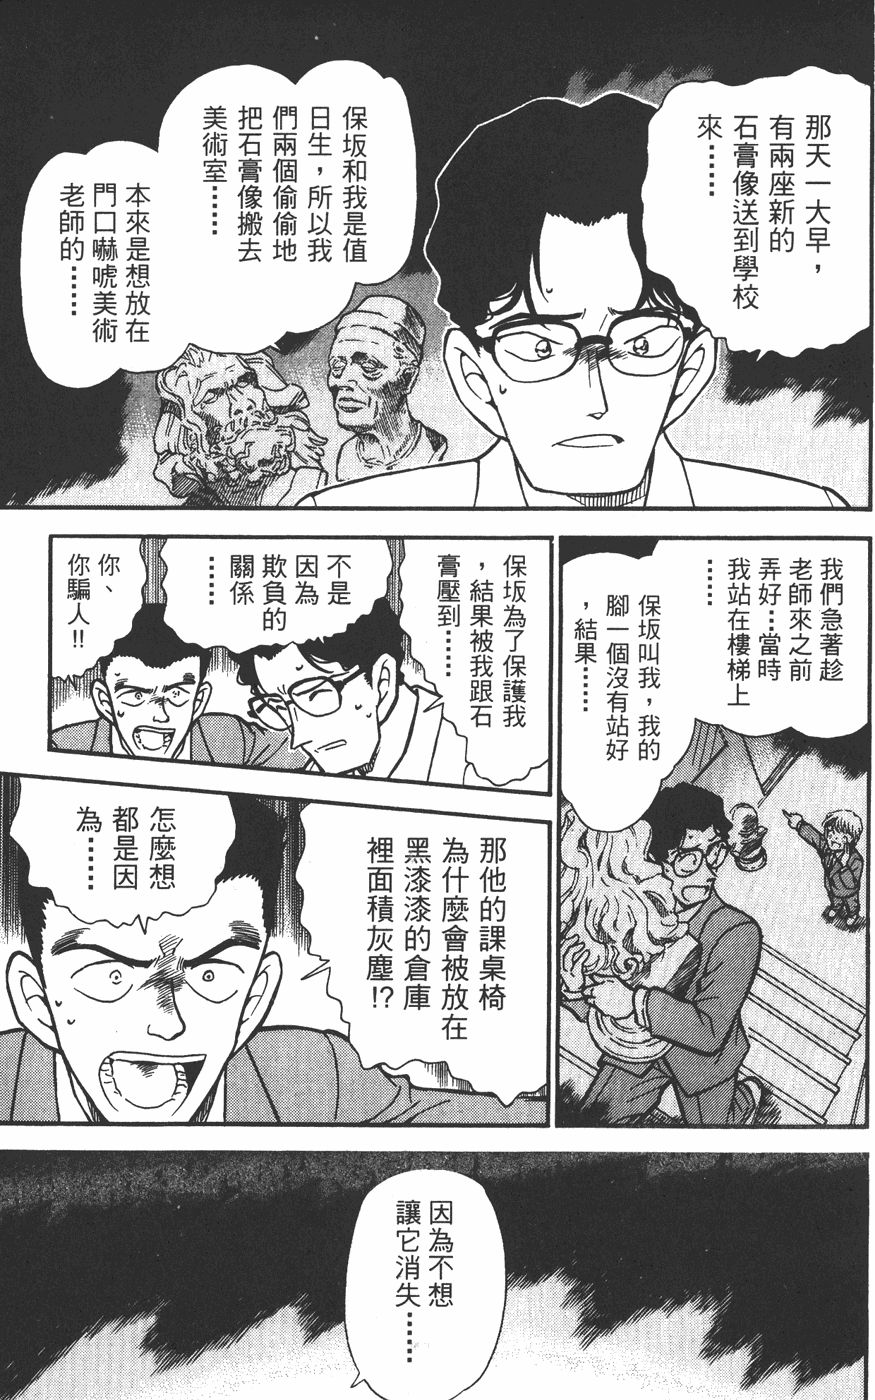 那天一大早，
有兩座新的
石膏像送到學校
來……
保坂和我是值
日生，所以我
們兩個偷偷地
把石膏像搬去
美術室……
本來是想放在
門口嚇唬美術
老師的……
我們急著趁
老師來之前
弄好…當時
我站在樓梯上
……
保坂叫我，我的
腳一個沒有站好
，結果……
保坂為了保護我
，結果被我跟石
膏壓到……
不是
因為
欺負的
關係
……
你、
你騙人!!
那他的課桌椅
為什麼會被放在
黑漆漆的倉庫
裡面積灰塵!?
怎麼想
都是因
為……
因為不想
讓它消失……